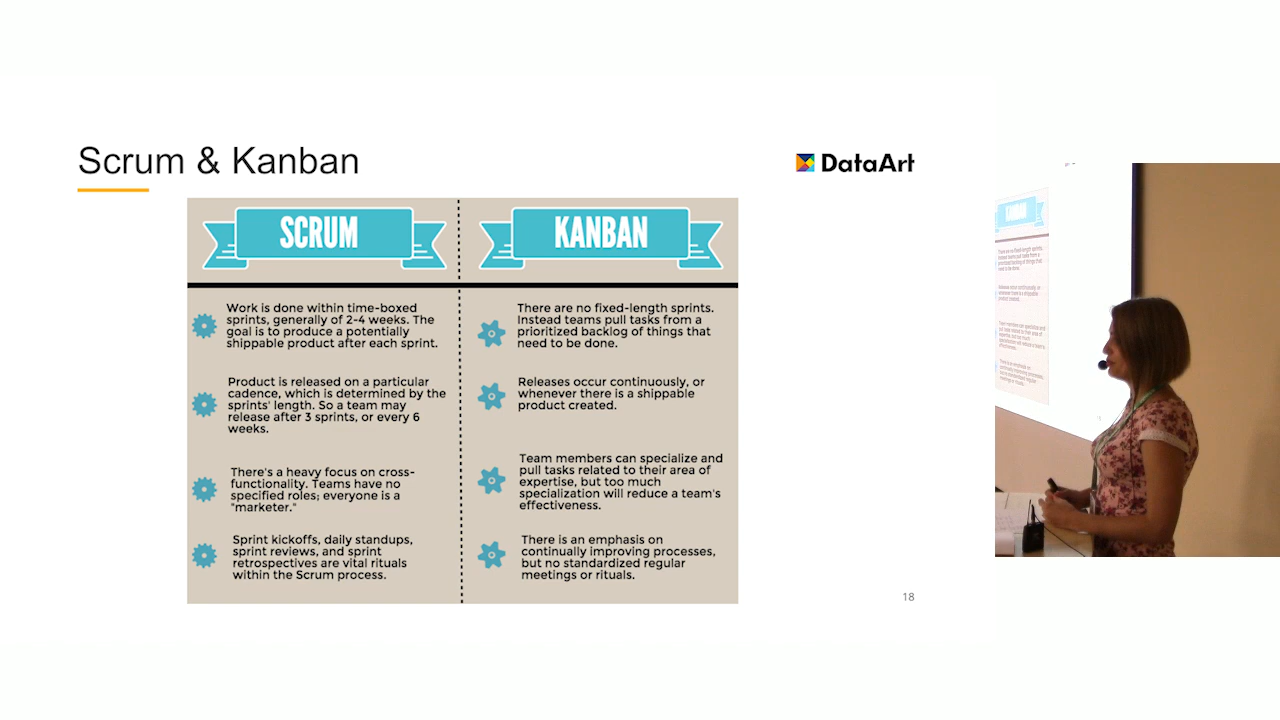 Scrum & Kanban
DataArt
SCRUM
KANBAN
Work is done within time-boxed
sprints, generally of 2-4 weeks. The
goal is to produce a potentially
shippable product after each sprint.
There are no fixed-length sprints.
Instead teams pull tasks from a
prioritized backlog of things that
need to be done.
Product is released on a particular
cadence, which is determined by the
sprints' length. So a team may
release after 3 sprints, or every 6
weeks.
Releases occur continuously, or
whenever there is a shippable
product created.
There's a heavy focus on cross-
functionality. Teams have no
specified roles; everyone is a
"marketer."
Team members can specialize and
pull tasks related to their area of
expertise, but too much
specialization will reduce a team's
effectiveness.
Sprint kickoffs, daily standups,
sprint reviews, and sprint
retrospectives are vital rituals
within the Scrum process.
There is an emphasis on
continually improving processes,
but no standardized regular
meetings or rituals.
18
KANBAN